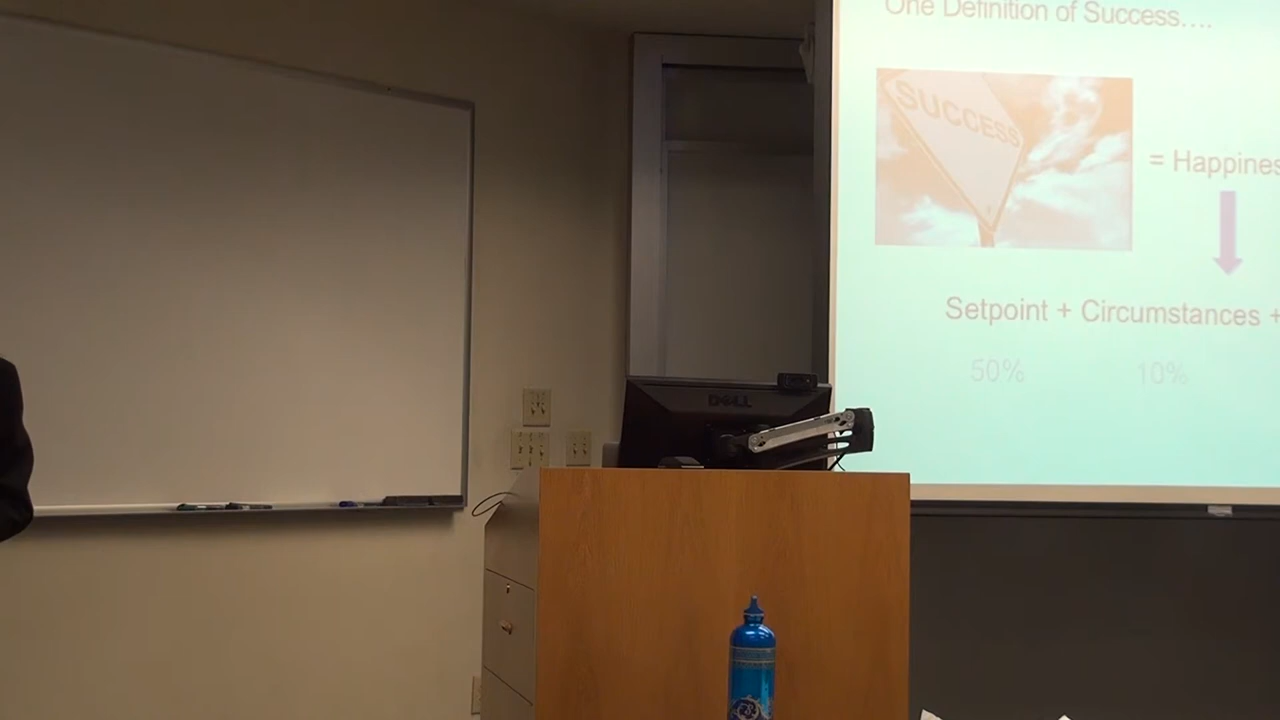 One Definition of Success....
SUCCESS
= Happines
Setpoint + Circumstances +
50% 10%
DELL